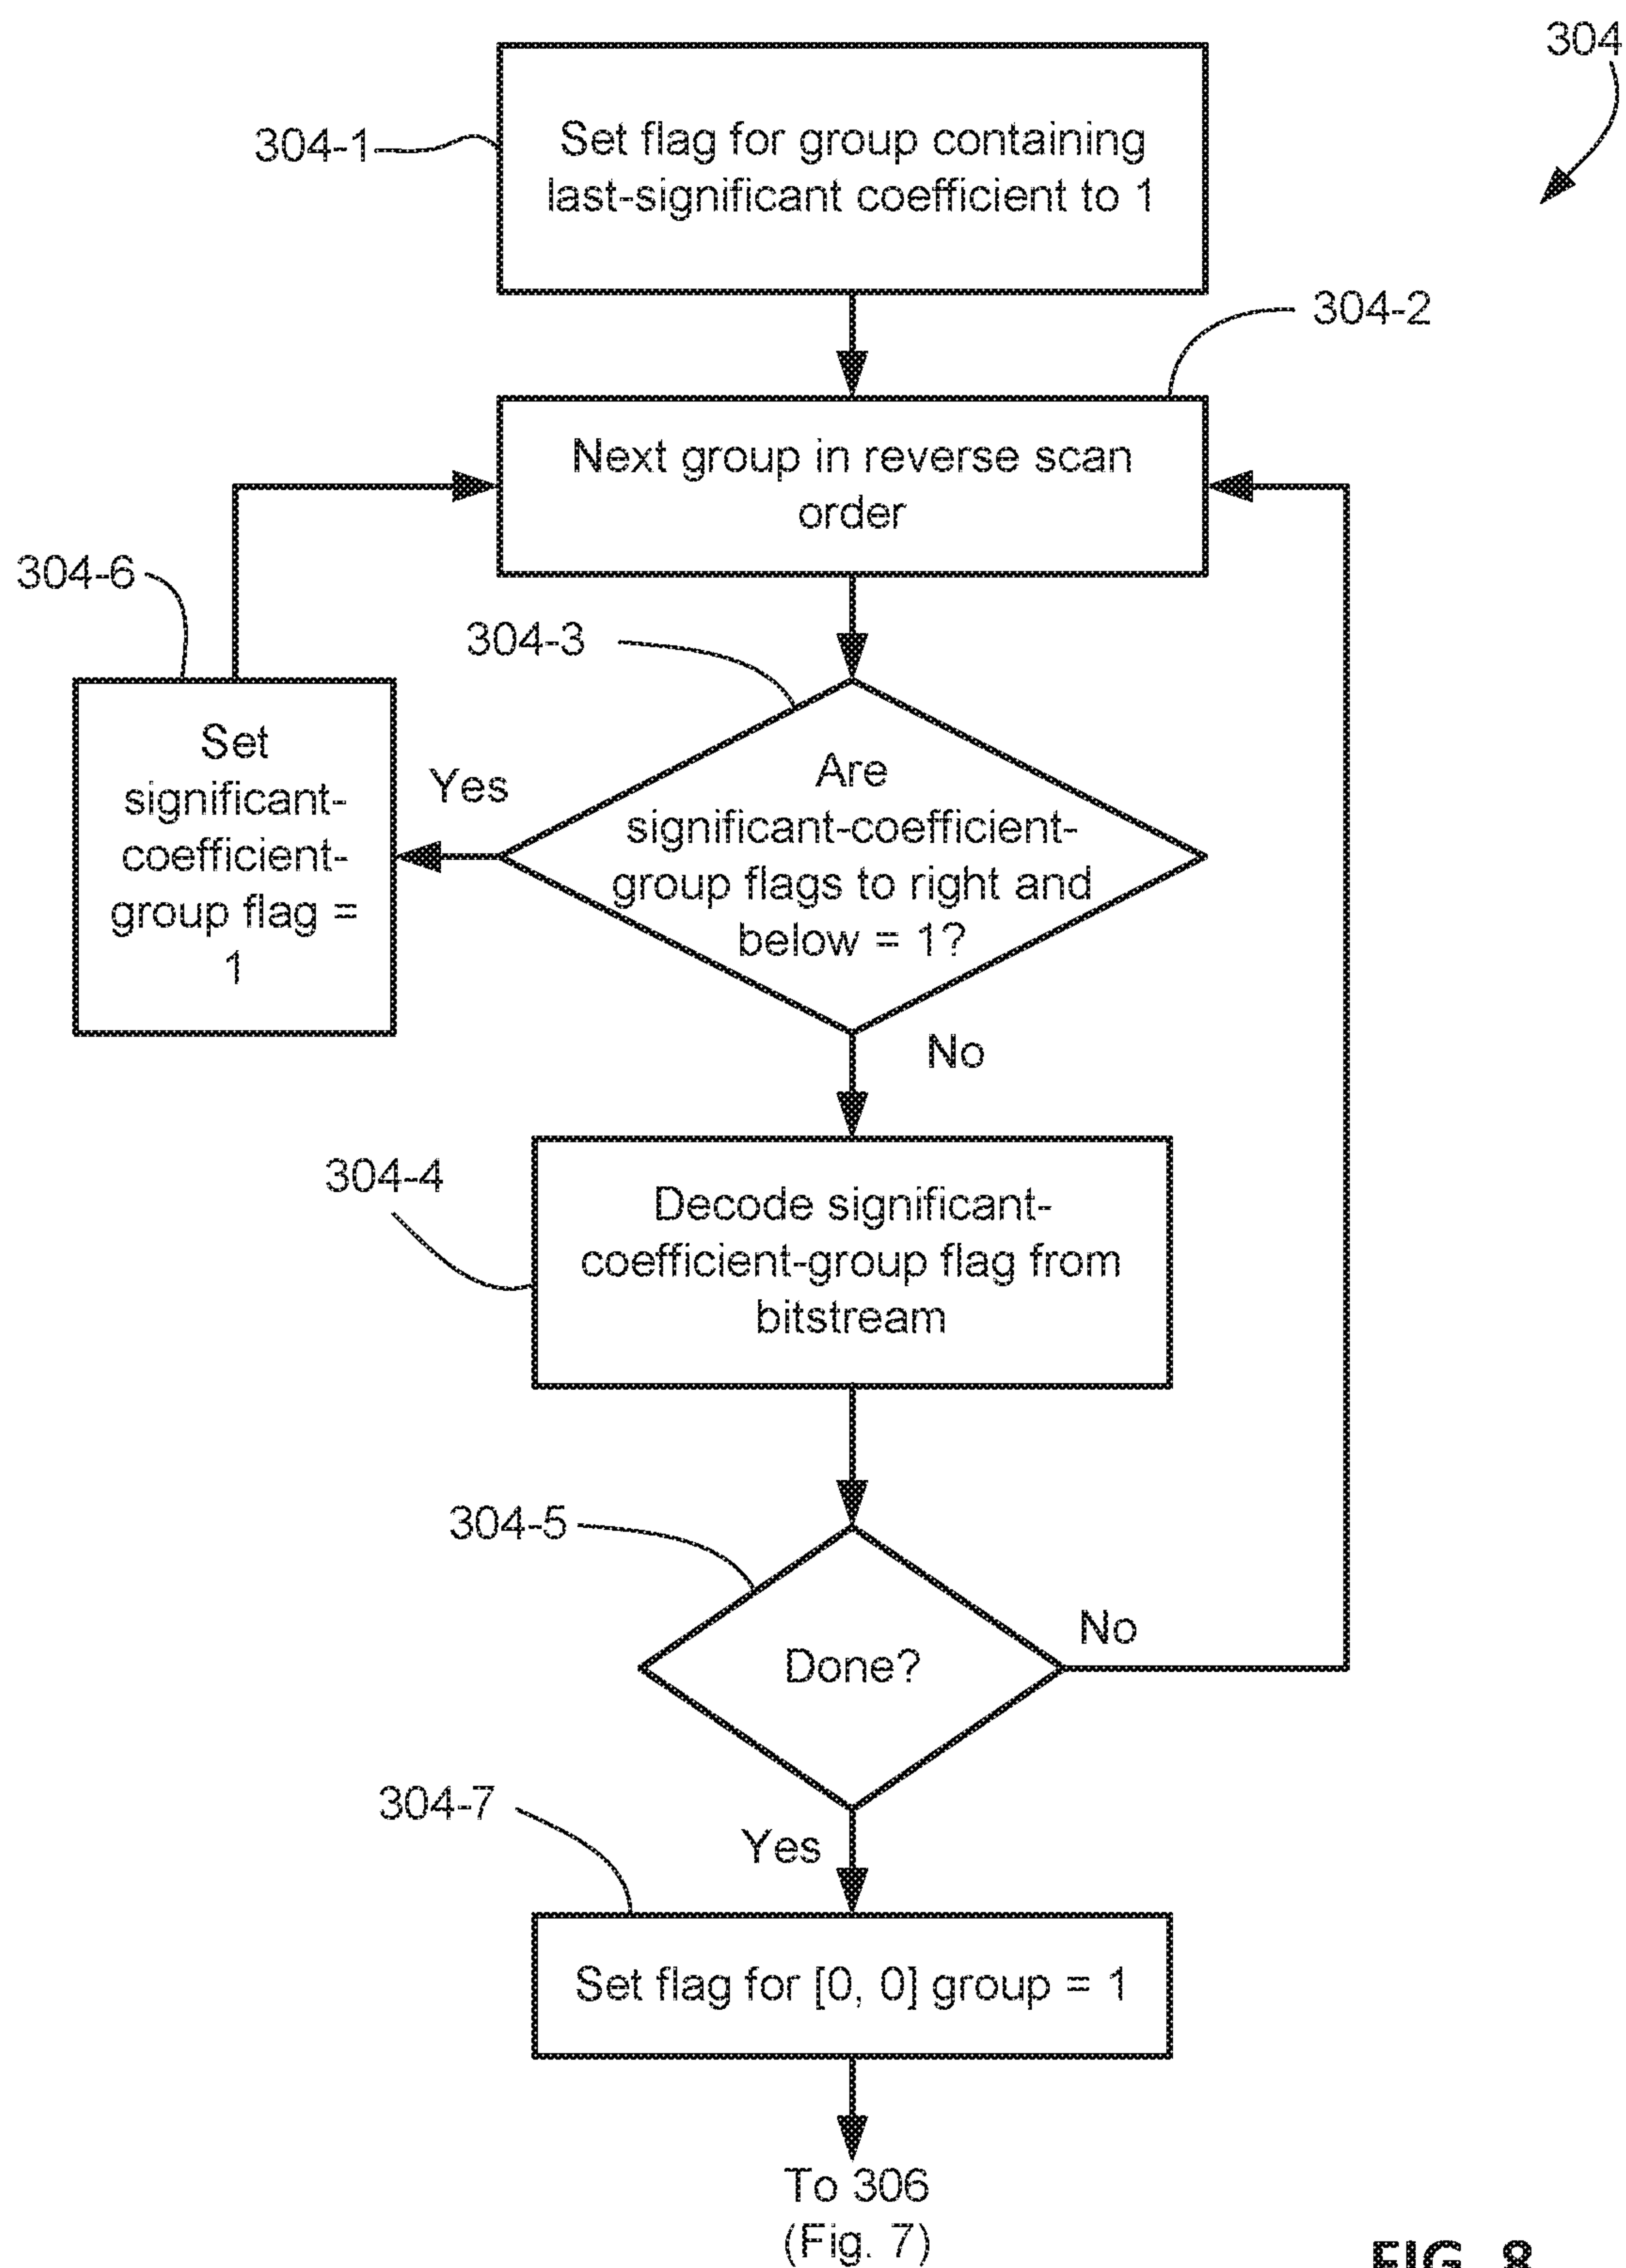 304
304-1
Set flag for group containing
last-significant coefficient to 1
304-2
Next group in reverse scan
order
304-6
Set
significant-
coefficient-
group flag =
1
304-3
Yes
Are
significant-coefficient-
group flags to right and
below = 1?
No
304-4
Decode significant-
coefficient-group flag from
bitstream
304-5
Done?
No
304-7
Yes
Set flag for [0, 0] group = 1
To 306
(Fig. 7)
FIG. 8